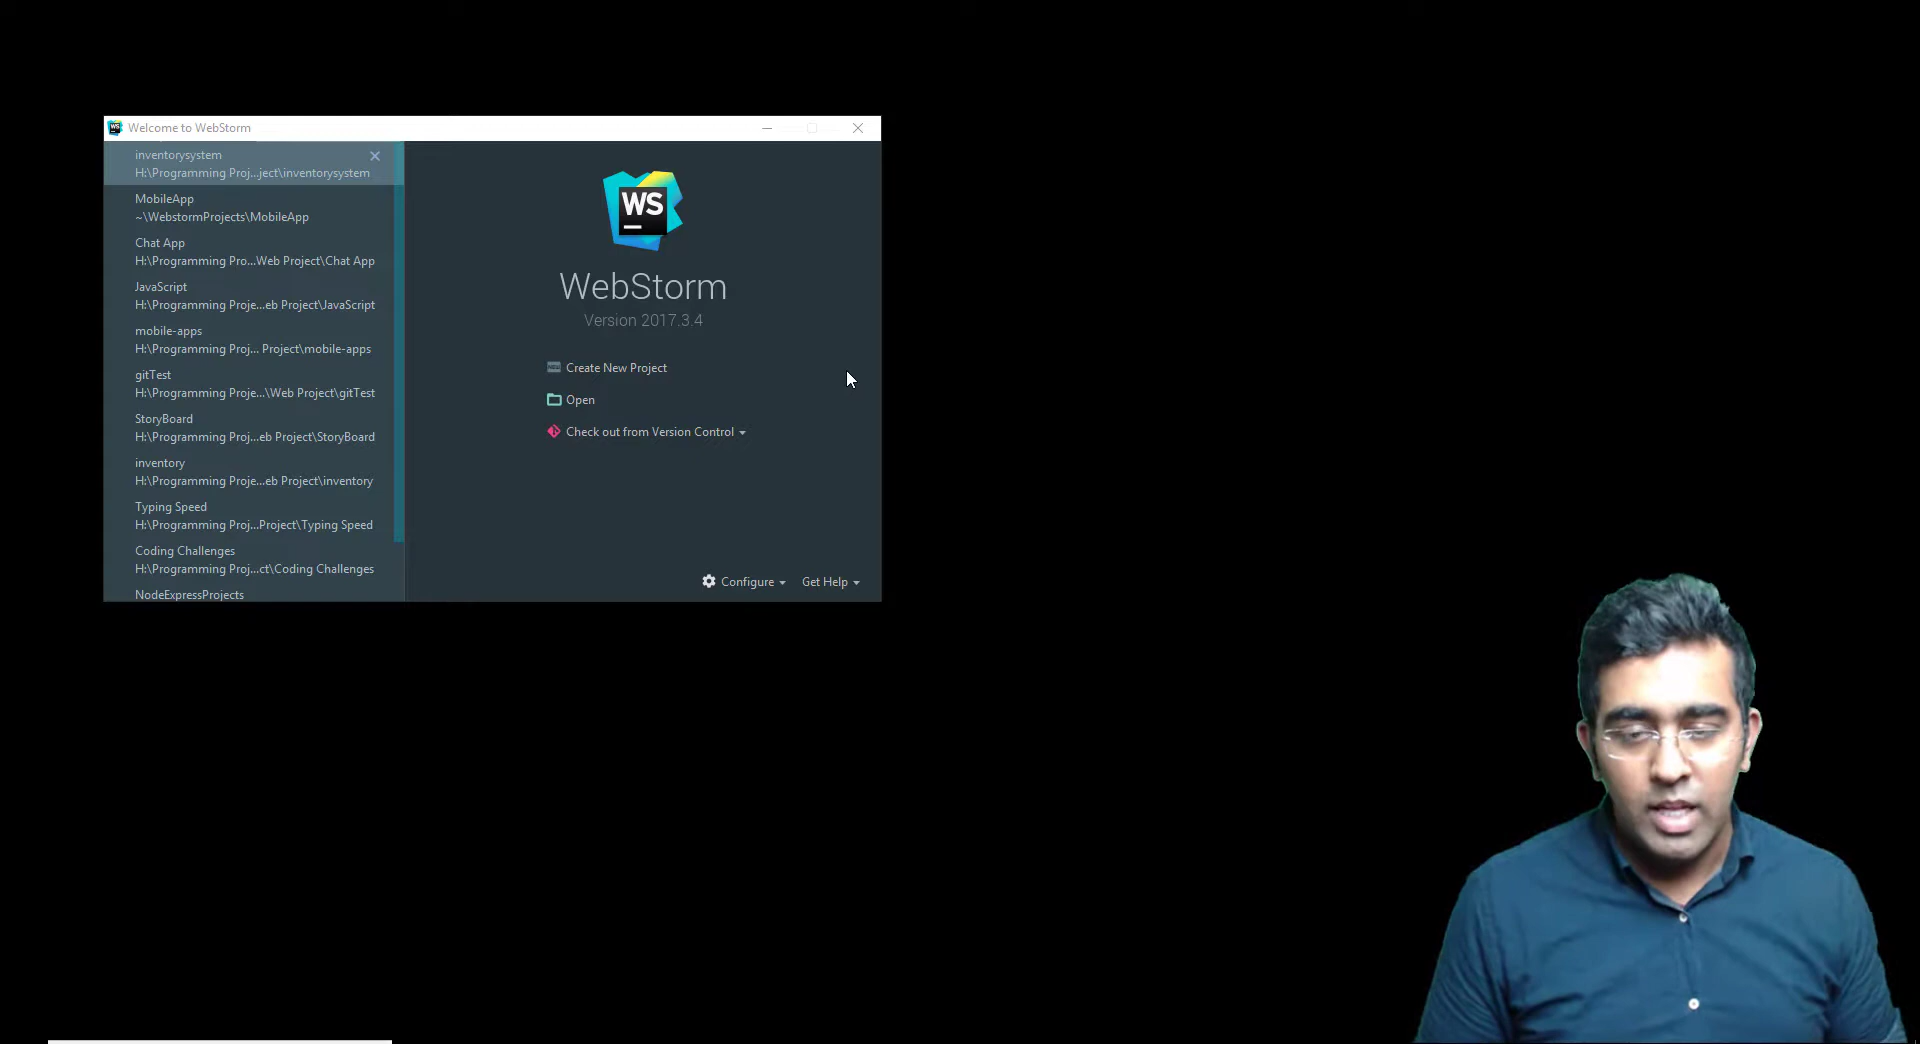 Welcome to WebStorm
inventorysystem
H:\Programming Proj...ject\inventorysystem
MobileApp
~\WebstormProjects\MobileApp
Chat App
H:\Programming Pro...Web Project\Chat App
JavaScript
H:\Programming Proje...eb Project\JavaScript
mobile-apps
H:\Programming Proj... Project\mobile-apps
gitTest
H:\Programming Proj...\Web Project\gitTest
StoryBoard
H:\Programming Proj...eb Project\StoryBoard
inventory
H:\Programming Proje...eb Project\inventory
Typing Speed
H:\Programming Proj...Project\Typing Speed
Coding Challenges
H:\Programming Proj...ct\Coding Challenges
NodeExpressProjects
WS
WebStorm
Version 2017.3.4
Create New Project
Open
Check out from Version Control
Configure
Get Help